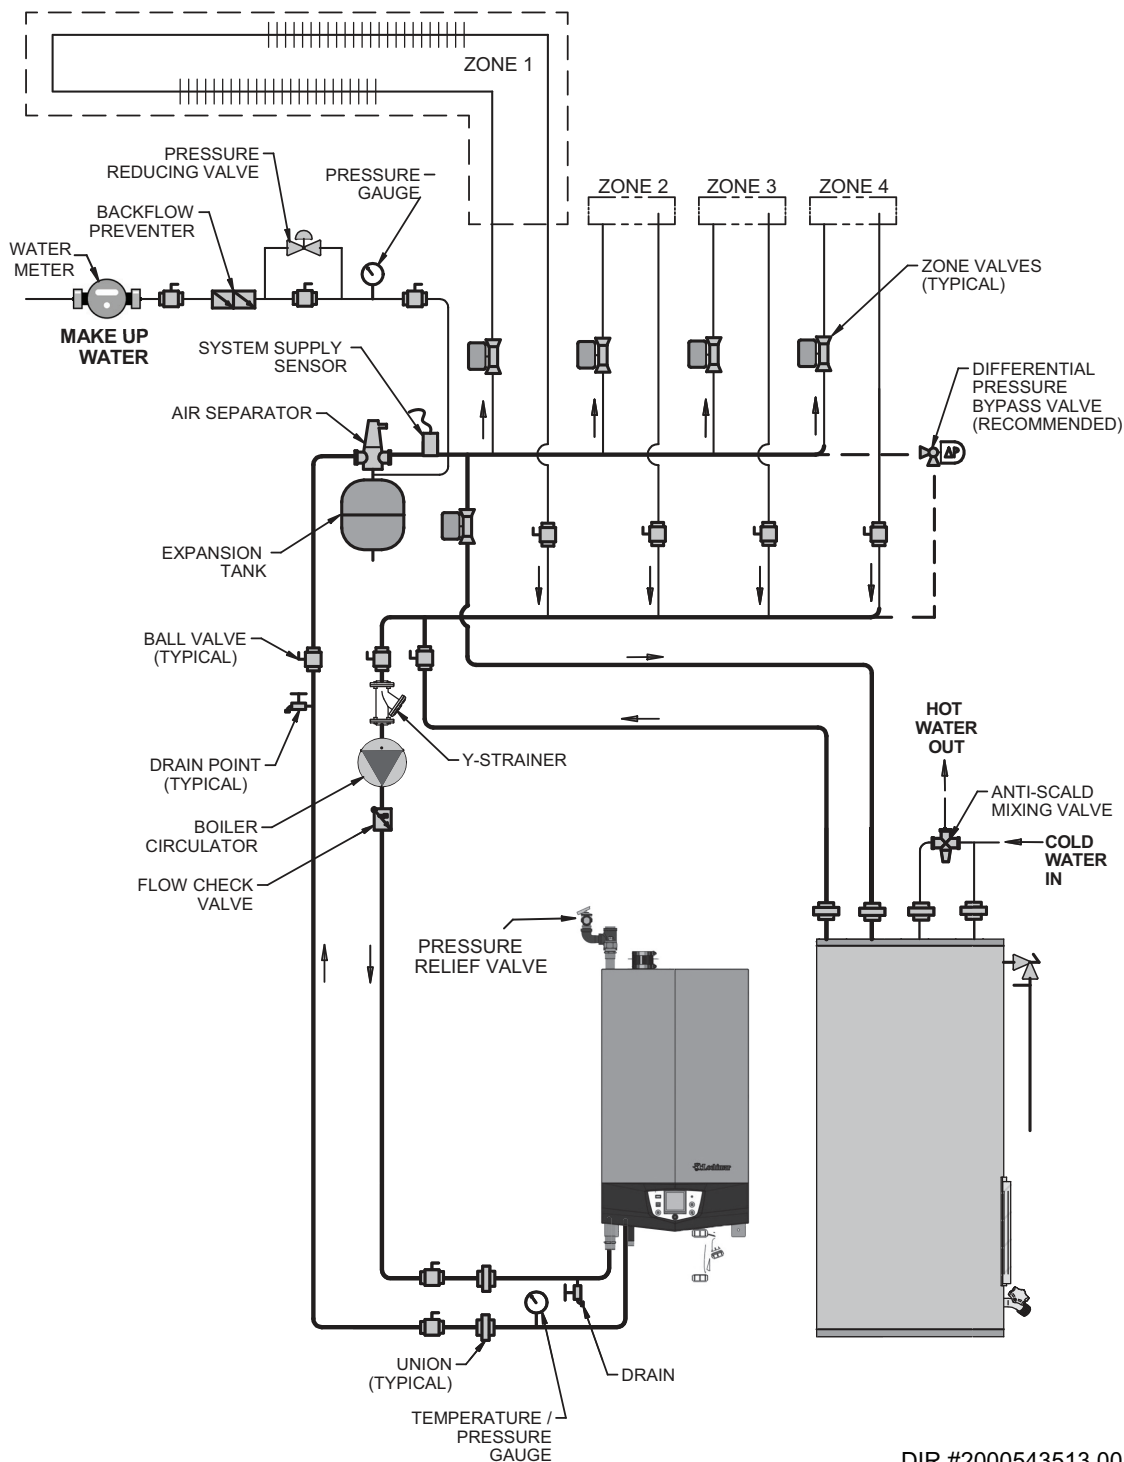 ZONE 1
PRESSURE
REDUCING VALVE
PRESSURE
GAUGE
BACKFLOW
PREVENTER
WATER
METER
MAKE UP
WATER
ZONE 2
ZONE 3
ZONE 4
ZONE VALVES
(TYPICAL)
SYSTEM SUPPLY
SENSOR
AIR SEPARATOR
DIFFERENTIAL
PRESSURE
BYPASS VALVE
(RECOMMENDED)
ΔP
EXPANSION
TANK
BALL VALVE
(TYPICAL)
DRAIN POINT
(TYPICAL)
Y-STRAINER
BOILER
CIRCULATOR
FLOW CHECK
VALVE
HOT
WATER
OUT
ANTI-SCALD
MIXING VALVE
COLD
WATER
IN
PRESSURE
RELIEF VALVE
Lochinvar
UNION
(TYPICAL)
DRAIN
TEMPERATURE /
PRESSURE
GAUGE
DIR #2000543513 00